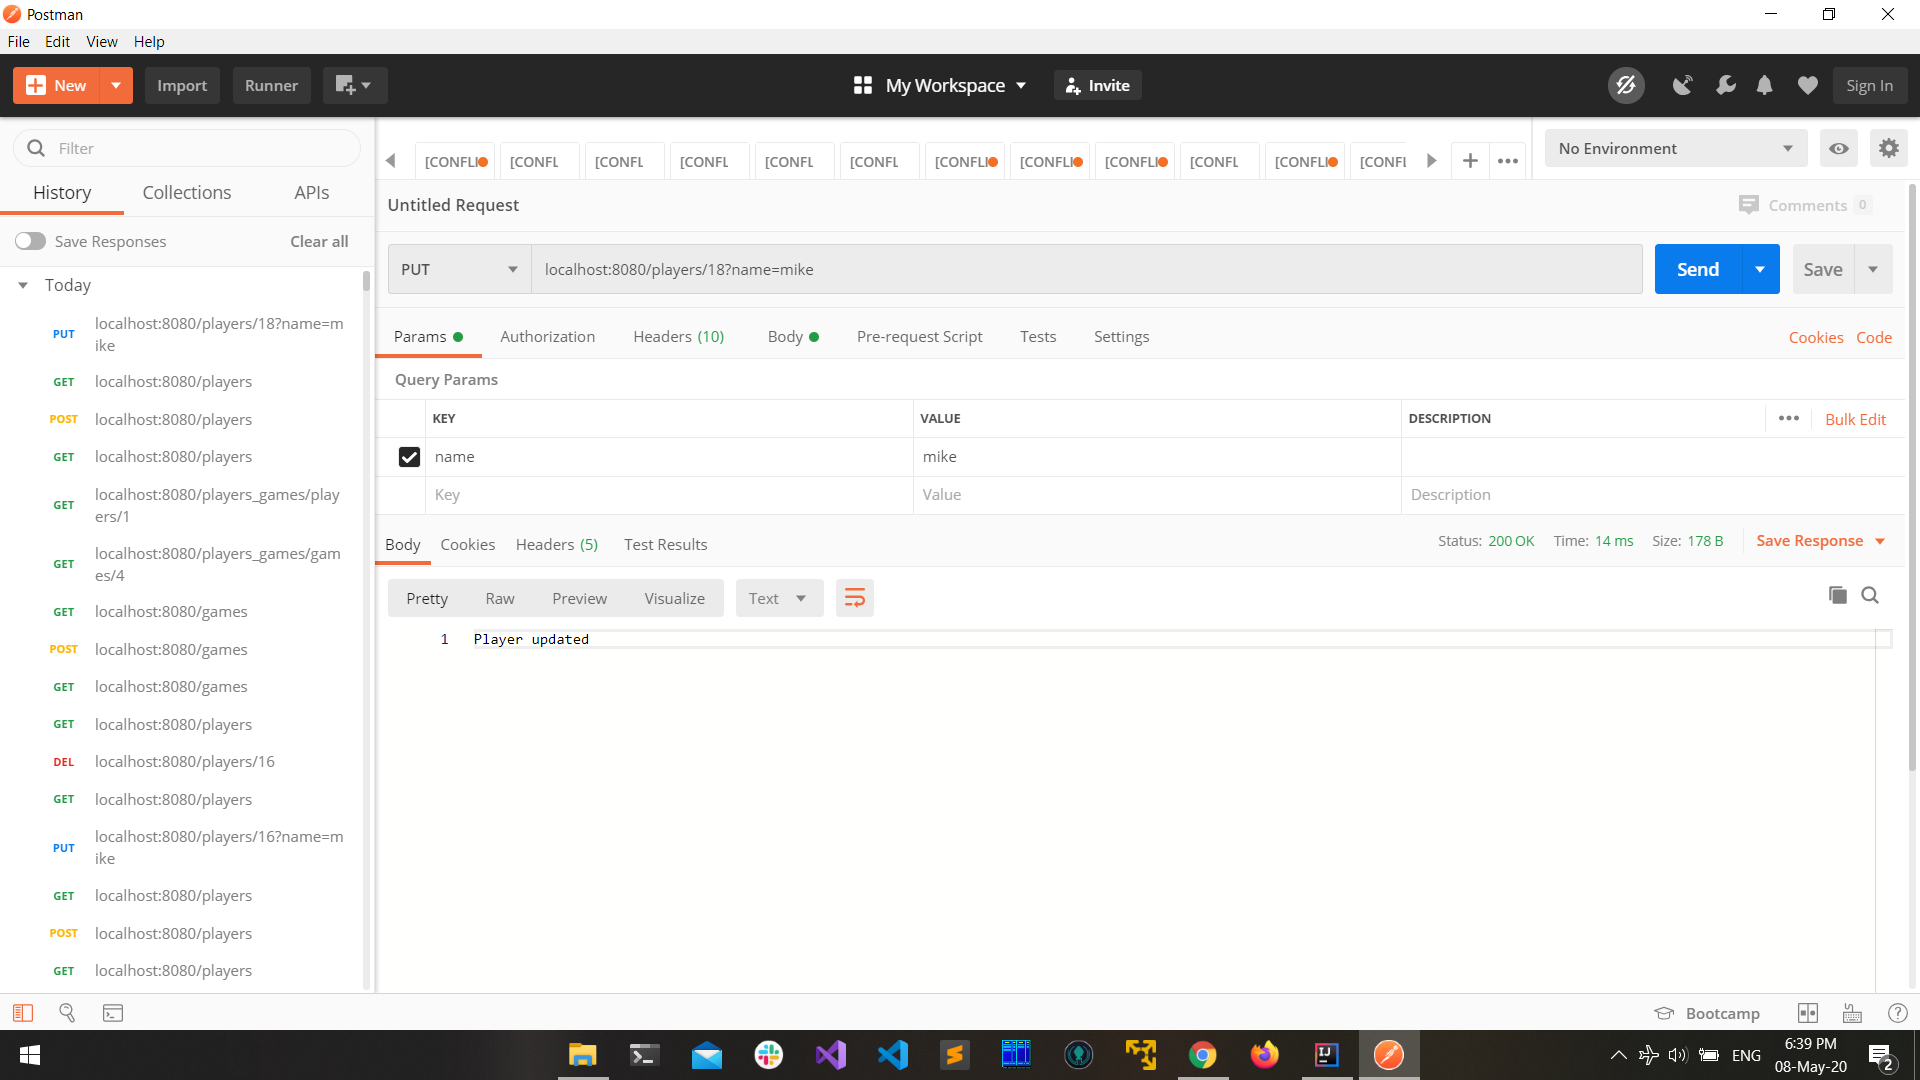 Postman
File Edit View Help
New Import Runner My Workspace Invite Sign In
Filter
History Collections APIs
Save Responses Clear all
Today
PUT localhost:8080/players/18?name=m
ike
GET localhost:8080/players
POST localhost:8080/players
GET localhost:8080/players
GET localhost:8080/players_games/play
ers/1
GET localhost:8080/players_games/gam
es/4
GET localhost:8080/games
POST localhost:8080/games
GET localhost:8080/games
GET localhost:8080/players
DEL localhost:8080/players/16
GET localhost:8080/players
PUT localhost:8080/players/16?name=m
ike
GET localhost:8080/players
POST localhost:8080/players
GET localhost:8080/players
[CONFLI [CONFL [CONFL [CONFL [CONFL [CONFL [CONFLI [CONFLI [CONFLI [CONFL [CONFLI [CONFL
No Environment
Untitled Request Comments 0
PUT localhost:8080/players/18?name=mike Send Save
Params Authorization Headers (10) Body Pre-request Script Tests Settings Cookies Code
Query Params
KEY VALUE DESCRIPTION Bulk Edit
name mike
Key Value Description
Body Cookies Headers (5) Test Results Status: 200 OK Time: 14 ms Size: 178 B Save Response
Pretty Raw Preview Visualize Text
1 Player updated
Bootcamp
ENG 6:39 PM
08-May-20
2